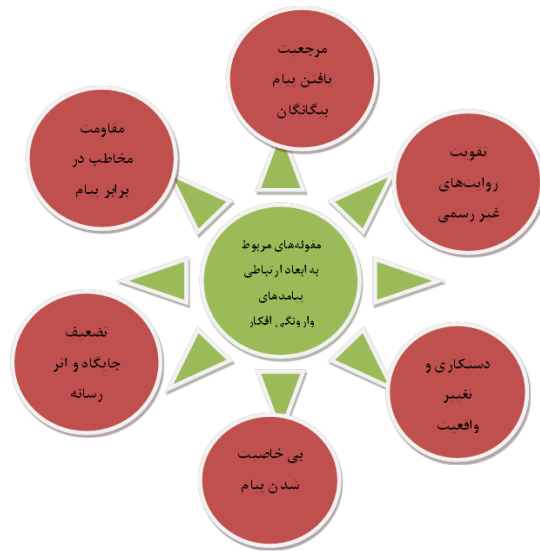 مرجعیت
یافتن پیام
بیگانگان
تقویت
روایت‌های
غیر رسمی
دستکاری و
تغییر
واقعیت
بی خاصیت
شدن پیام
تضعیف
جایگاه و اثر
رسانه
مقاومت
مخاطب در
برابر پیام
مقوله‌های مربوط
به ابعاد ارتباطی
پیامدهای
وارونگی افکار